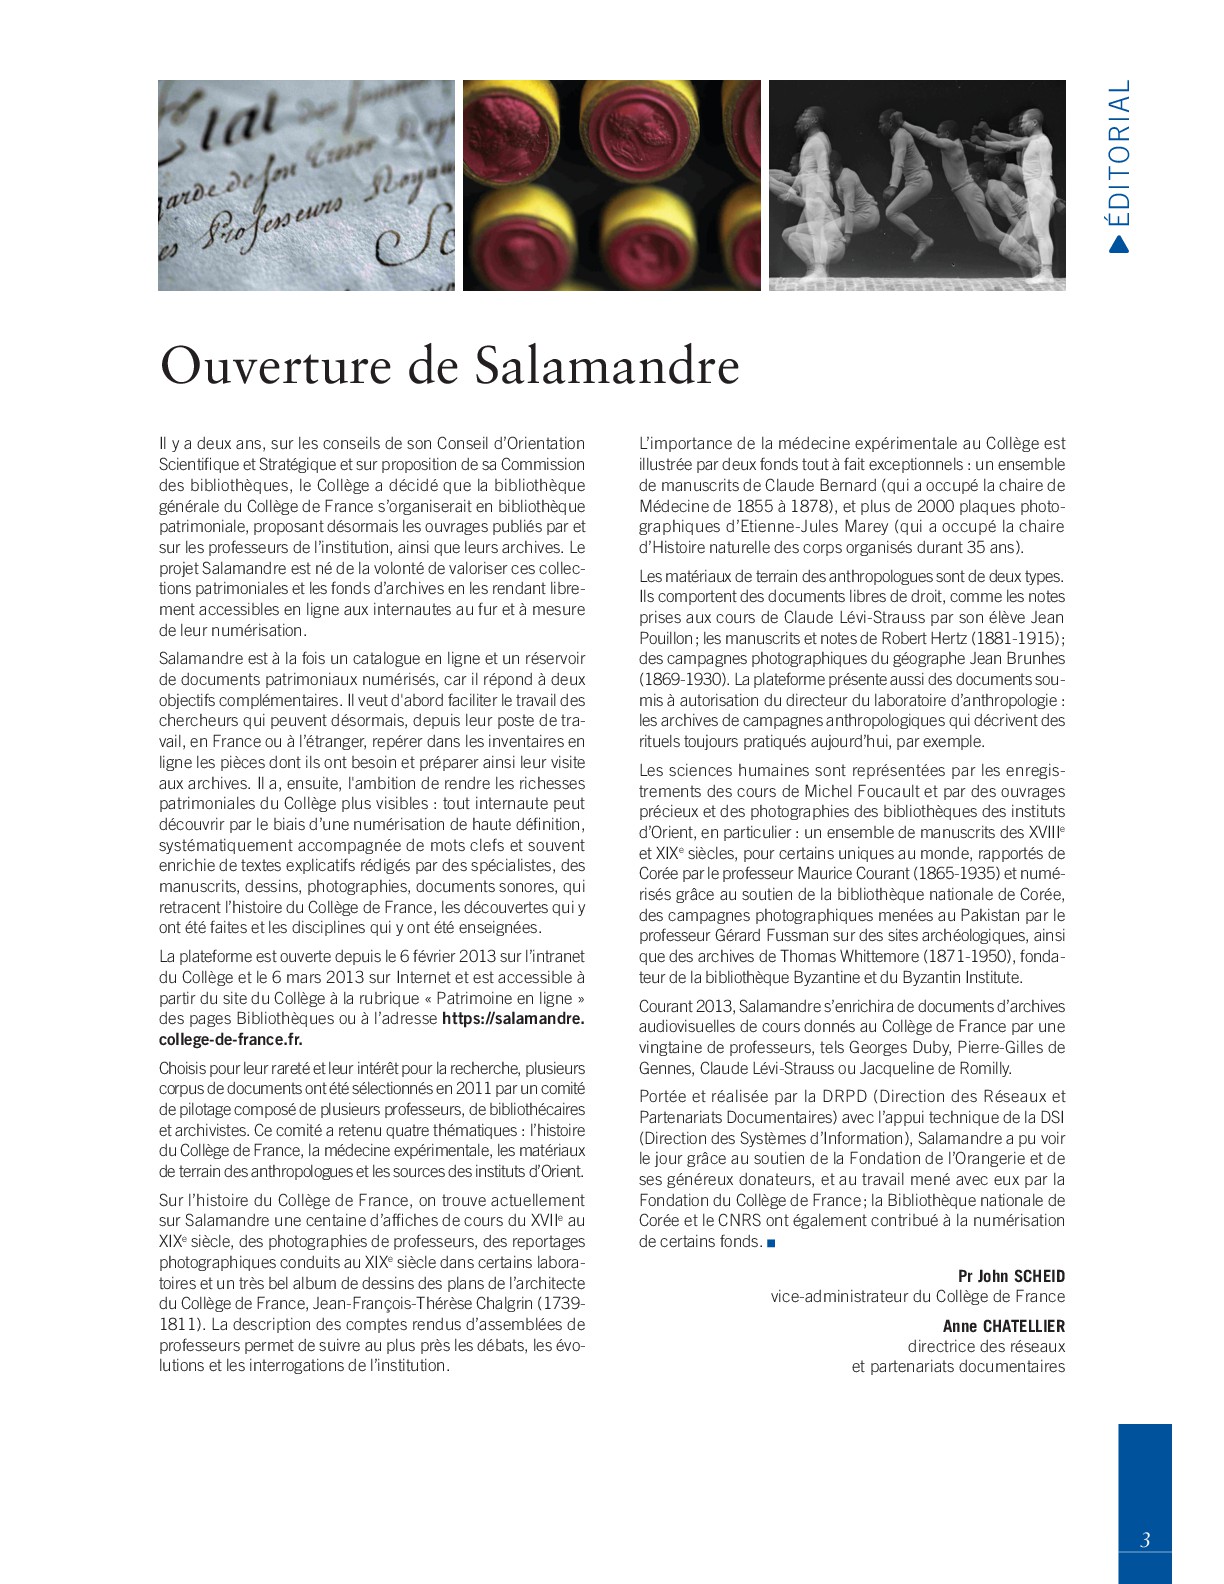 Etat
garde de son
Professeurs
ÉDITORIAL
Ouverture de Salamandre
Il y a deux ans, sur les conseils de son Conseil d’Orientation
Scientifique et Stratégique et sur proposition de sa Commission
des bibliothèques, le Collège a décidé que la bibliothèque
générale du Collège de France s’organiserait en bibliothèque
patrimoniale, proposant désormais les ouvrages publiés par et
sur les professeurs de l’institution, ainsi que leurs archives. Le
projet Salamandre est né de la volonté de valoriser ces collec-
tions patrimoniales et les fonds d’archives en les rendant libre-
ment accessibles en ligne aux internautes au fur et à mesure
de leur numérisation.
Salamandre est à la fois un catalogue en ligne et un réservoir
de documents patrimoniaux numérisés, car il répond à deux
objectifs complémentaires. Il veut d'abord faciliter le travail des
chercheurs qui peuvent désormais, depuis leur poste de tra-
vail, en France ou à l’étranger, repérer dans les inventaires en
ligne les pièces dont ils ont besoin et préparer ainsi leur visite
aux archives. Il a, ensuite, l'ambition de rendre les richesses
patrimoniales du Collège plus visibles : tout internaute peut
découvrir par le biais d’une numérisation de haute définition,
systématiquement accompagnée de mots clefs et souvent
enrichie de textes explicatifs rédigés par des spécialistes, des
manuscrits, dessins, photographies, documents sonores, qui
retracent l’histoire du Collège de France, les découvertes qui y
ont été faites et les disciplines qui y ont été enseignées.
La plateforme est ouverte depuis le 6 février 2013 sur l’intranet
du Collège et le 6 mars 2013 sur Internet et est accessible à
partir du site du Collège à la rubrique « Patrimoine en ligne »
des pages Bibliothèques ou à l’adresse https://salamandre.
college-de-france.fr.
Choisis pour leur rareté et leur intérêt pour la recherche, plusieurs
corpus de documents ont été sélectionnés en 2011 par un comité
de pilotage composé de plusieurs professeurs, de bibliothécaires
et archivistes. Ce comité a retenu quatre thématiques : l’histoire
du Collège de France, la médecine expérimentale, les matériaux
de terrain des anthropologues et les sources des instituts d’Orient.
Sur l’histoire du Collège de France, on trouve actuellement
sur Salamandre une centaine d’affiches de cours du XVIIe au
XIXe siècle, des photographies de professeurs, des reportages
photographiques conduits au XIXe siècle dans certains labora-
toires et un très bel album de dessins des plans de l’architecte
du Collège de France, Jean-François-Thérèse Chalgrin (1739-
1811). La description des comptes rendus d’assemblées de
professeurs permet de suivre au plus près les débats, les évo-
lutions et les interrogations de l’institution.
L’importance de la médecine expérimentale au Collège est
illustrée par deux fonds tout à fait exceptionnels : un ensemble
de manuscrits de Claude Bernard (qui a occupé la chaire de
Médecine de 1855 à 1878), et plus de 2000 plaques photo-
graphiques d’Etienne-Jules Marey (qui a occupé la chaire
d’Histoire naturelle des corps organisés durant 35 ans).
Les matériaux de terrain des anthropologues sont de deux types.
Ils comportent des documents libres de droit, comme les notes
prises aux cours de Claude Lévi-Strauss par son élève Jean
Pouillon ; les manuscrits et notes de Robert Hertz (1881-1915) ;
des campagnes photographiques du géographe Jean Brunhes
(1869-1930). La plateforme présente aussi des documents sou-
mis à autorisation du directeur du laboratoire d’anthropologie :
les archives de campagnes anthropologiques qui décrivent des
rituels toujours pratiqués aujourd’hui, par exemple.
Les sciences humaines sont représentées par les enregis-
trements des cours de Michel Foucault et par des ouvrages
précieux et des photographies des bibliothèques des instituts
d’Orient, en particulier : un ensemble de manuscrits des XVIIIe
et XIXe siècles, pour certains uniques au monde, rapportés de
Corée par le professeur Maurice Courant (1865-1935) et numé-
risés grâce au soutien de la bibliothèque nationale de Corée,
des campagnes photographiques menées au Pakistan par le
professeur Gérard Fussman sur des sites archéologiques, ainsi
que des archives de Thomas Whittemore (1871-1950), fonda-
teur de la bibliothèque Byzantine et du Byzantin Institute.
Courant 2013, Salamandre s’enrichira de documents d’archives
audiovisuelles de cours donnés au Collège de France par une
vingtaine de professeurs, tels Georges Duby, Pierre-Gilles de
Gennes, Claude Lévi-Strauss ou Jacqueline de Romilly.
Portée et réalisée par la DRPD (Direction des Réseaux et
Partenariats Documentaires) avec l’appui technique de la DSI
(Direction des Systèmes d’Information), Salamandre a pu voir
le jour grâce au soutien de la Fondation de l’Orangerie et de
ses généreux donateurs, et au travail mené avec eux par la
Fondation du Collège de France ; la Bibliothèque nationale de
Corée et le CNRS ont également contribué à la numérisation
de certains fonds.
Pr John SCHEID
vice-administrateur du Collège de France
Anne CHATELLIER
directrice des réseaux
et partenariats documentaires
3